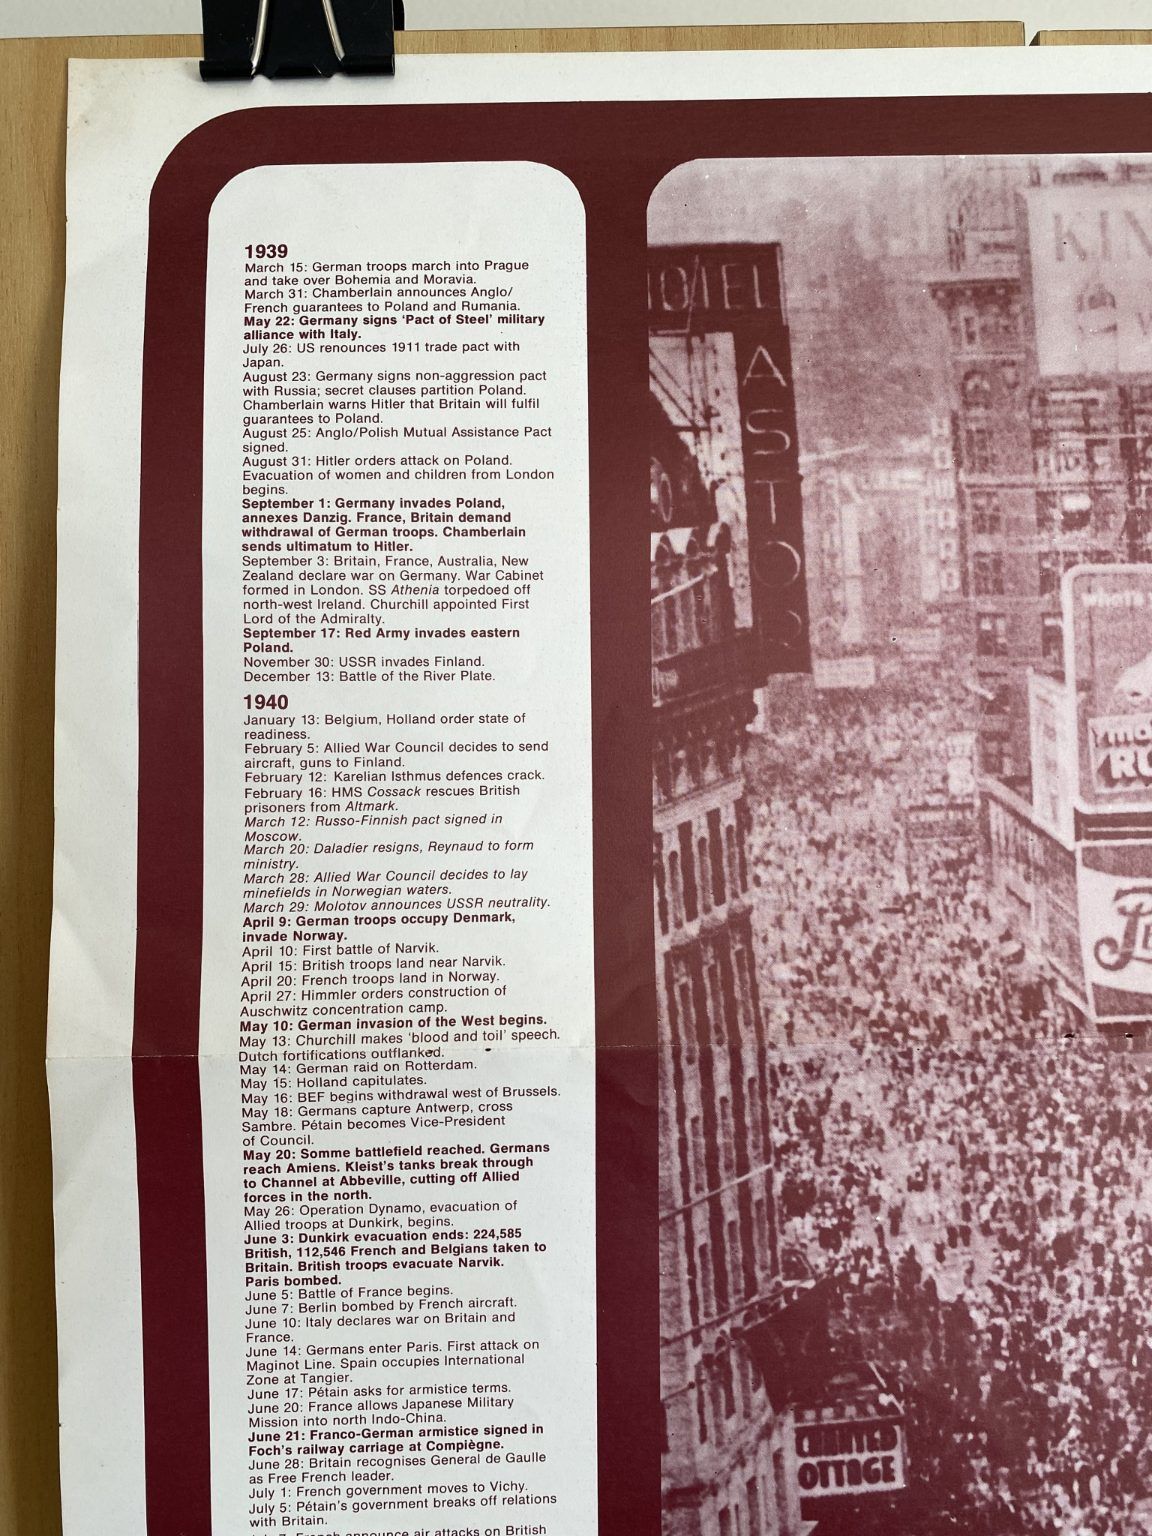 1939
March 15: German troops march into Prague
and take over Bohemia and Moravia.
March 31: Chamberlain announces Anglo/
French guarantees to Poland and Rumania.
May 22: Germany signs ‘Pact of Steel’ military
alliance with Italy.
July 26: US renounces 1911 trade pact with
Japan.
August 23: Germany signs non-aggression pact
with Russia; secret clauses partition Poland.
Chamberlain warns Hitler that Britain will fulfil
guarantees to Poland.
August 25: Anglo/Polish Mutual Assistance Pact
signed.
August 31: Hitler orders attack on Poland.
Evacuation of women and children from London
begins.
September 1: Germany invades Poland,
annexes Danzig. France, Britain demand
withdrawal of German troops. Chamberlain
sends ultimatum to Hitler.
September 3: Britain, France, Australia, New
Zealand declare war on Germany. War Cabinet
formed in London. SS Athenia torpedoed off
north-west Ireland. Churchill appointed First
Lord of the Admiralty.
September 17: Red Army invades eastern
Poland.
November 30: USSR invades Finland.
December 13: Battle of the River Plate.
1940
January 13: Belgium, Holland order state of
readiness.
February 5: Allied War Council decides to send
aircraft, guns to Finland.
February 12: Karelian Isthmus defences crack.
February 16: HMS Cossack rescues British
prisoners from Altmark.
March 12: Russo-Finnish pact signed in
Moscow.
March 20: Daladier resigns, Reynaud to form
ministry.
March 28: Allied War Council decides to lay
minefields in Norwegian waters.
March 29: Molotov announces USSR neutrality.
April 9: German troops occupy Denmark,
invade Norway.
April 10: First battle of Narvik.
April 15: British troops land near Narvik.
April 20: French troops land in Norway.
April 27: Himmler orders construction of
Auschwitz concentration camp.
May 10: German invasion of the West begins.
May 13: Churchill makes ‘blood and toil’ speech.
Dutch fortifications outflanked.
May 14: German raid on Rotterdam.
May 15: Holland capitulates.
May 16: BEF begins withdrawal west of Brussels.
May 18: Germans capture Antwerp, cross
Sambre. Pétain becomes Vice-President
of Council.
May 20: Somme battlefield reached. Germans
reach Amiens. Kleist’s tanks break through
to Channel at Abbeville, cutting off Allied
forces in the north.
May 26: Operation Dynamo, evacuation of
Allied troops at Dunkirk, begins.
June 3: Dunkirk evacuation ends: 224,585
British, 112,546 French and Belgians taken to
Britain. British troops evacuate Narvik.
Paris bombed.
June 5: Battle of France begins.
June 7: Berlin bombed by French aircraft.
June 10: Italy declares war on Britain and
France.
June 14: Germans enter Paris. First attack on
Maginot Line. Spain occupies International
Zone at Tangier.
June 17: Pétain asks for armistice terms.
June 20: France allows Japanese Military
Mission into north Indo-China.
June 21: Franco-German armistice signed in
Foch’s railway carriage at Compiègne.
June 28: Britain recognises General de Gaulle
as Free French leader.
July 1: French government moves to Vichy.
July 5: Pétain’s government breaks off relations
with Britain.
July 7: French announce air attacks on British
HOTEL
ASTOR
KIN
What's
RU